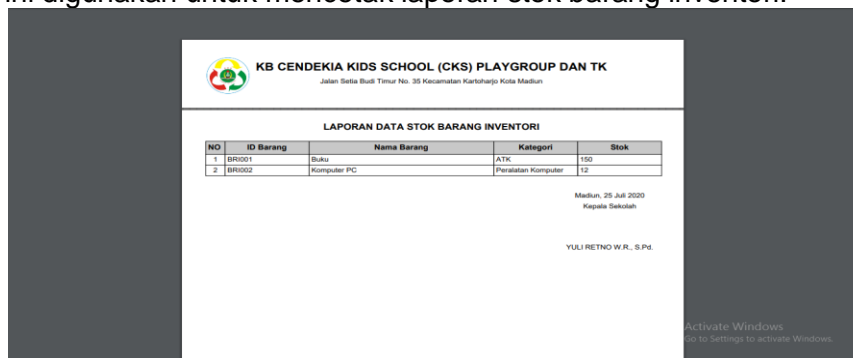 ini digunakan untuk mencetak laporan stok barang inventori.
KB CENDEKIA KIDS SCHOOL (CKS) PLAYGROUP DAN TK
Jalan Setia Budi Timur No. 35 Kecamatan Kartoharjo Kota Madiun
LAPORAN DATA STOK BARANG INVENTORI
NO ID Barang Nama Barang Kategori Stok
1 BRI001 Buku ATK 150
2 BRI002 Komputer PC Peralatan Komputer 12
Madiun, 25 Juli 2020
Kepala Sekolah
YULI RETNO W.R., S.Pd.
Activate Windows
Go to Settings to activate Windows.